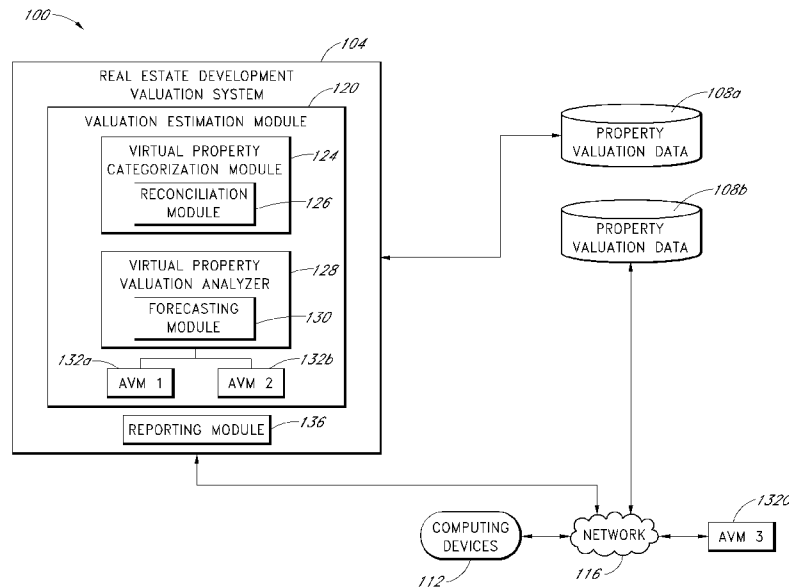 100
104
REAL ESTATE DEVELOPMENT
VALUATION SYSTEM
120
VALUATION ESTIMATION MODULE
VIRTUAL PROPERTY
CATEGORIZATION MODULE
124
RECONCILIATION
MODULE
126
VIRTUAL PROPERTY
VALUATION ANALYZER
128
FORECASTING
MODULE
130
132a
AVM 1
132b
AVM 2
REPORTING MODULE
136
108a
PROPERTY
VALUATION DATA
108b
PROPERTY
VALUATION DATA
COMPUTING
DEVICES
112
NETWORK
116
132C
AVM 3